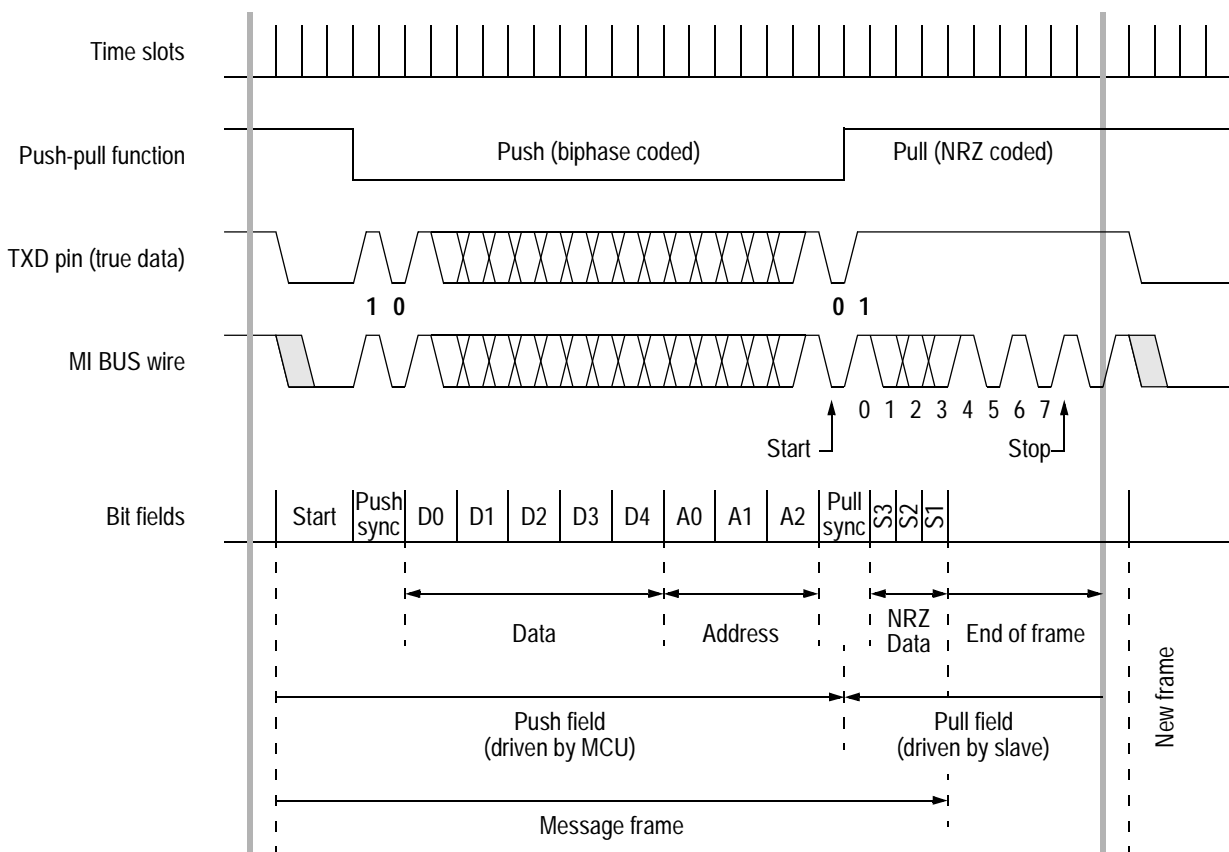 Time slots
Push-pull function
Push (biphase coded)
Pull (NRZ coded)
TXD pin (true data)
1 0
0 1
MI BUS wire
0 1 2 3 4 5 6 7
Start
Stop
Bit fields
Start
Push
sync
D0
D1
D2
D3
D4
A0
A1
A2
Pull
sync
S3
S2
S1
Data
Address
NRZ
Data
End of frame
Push field
(driven by MCU)
Pull field
(driven by slave)
New frame
Message frame